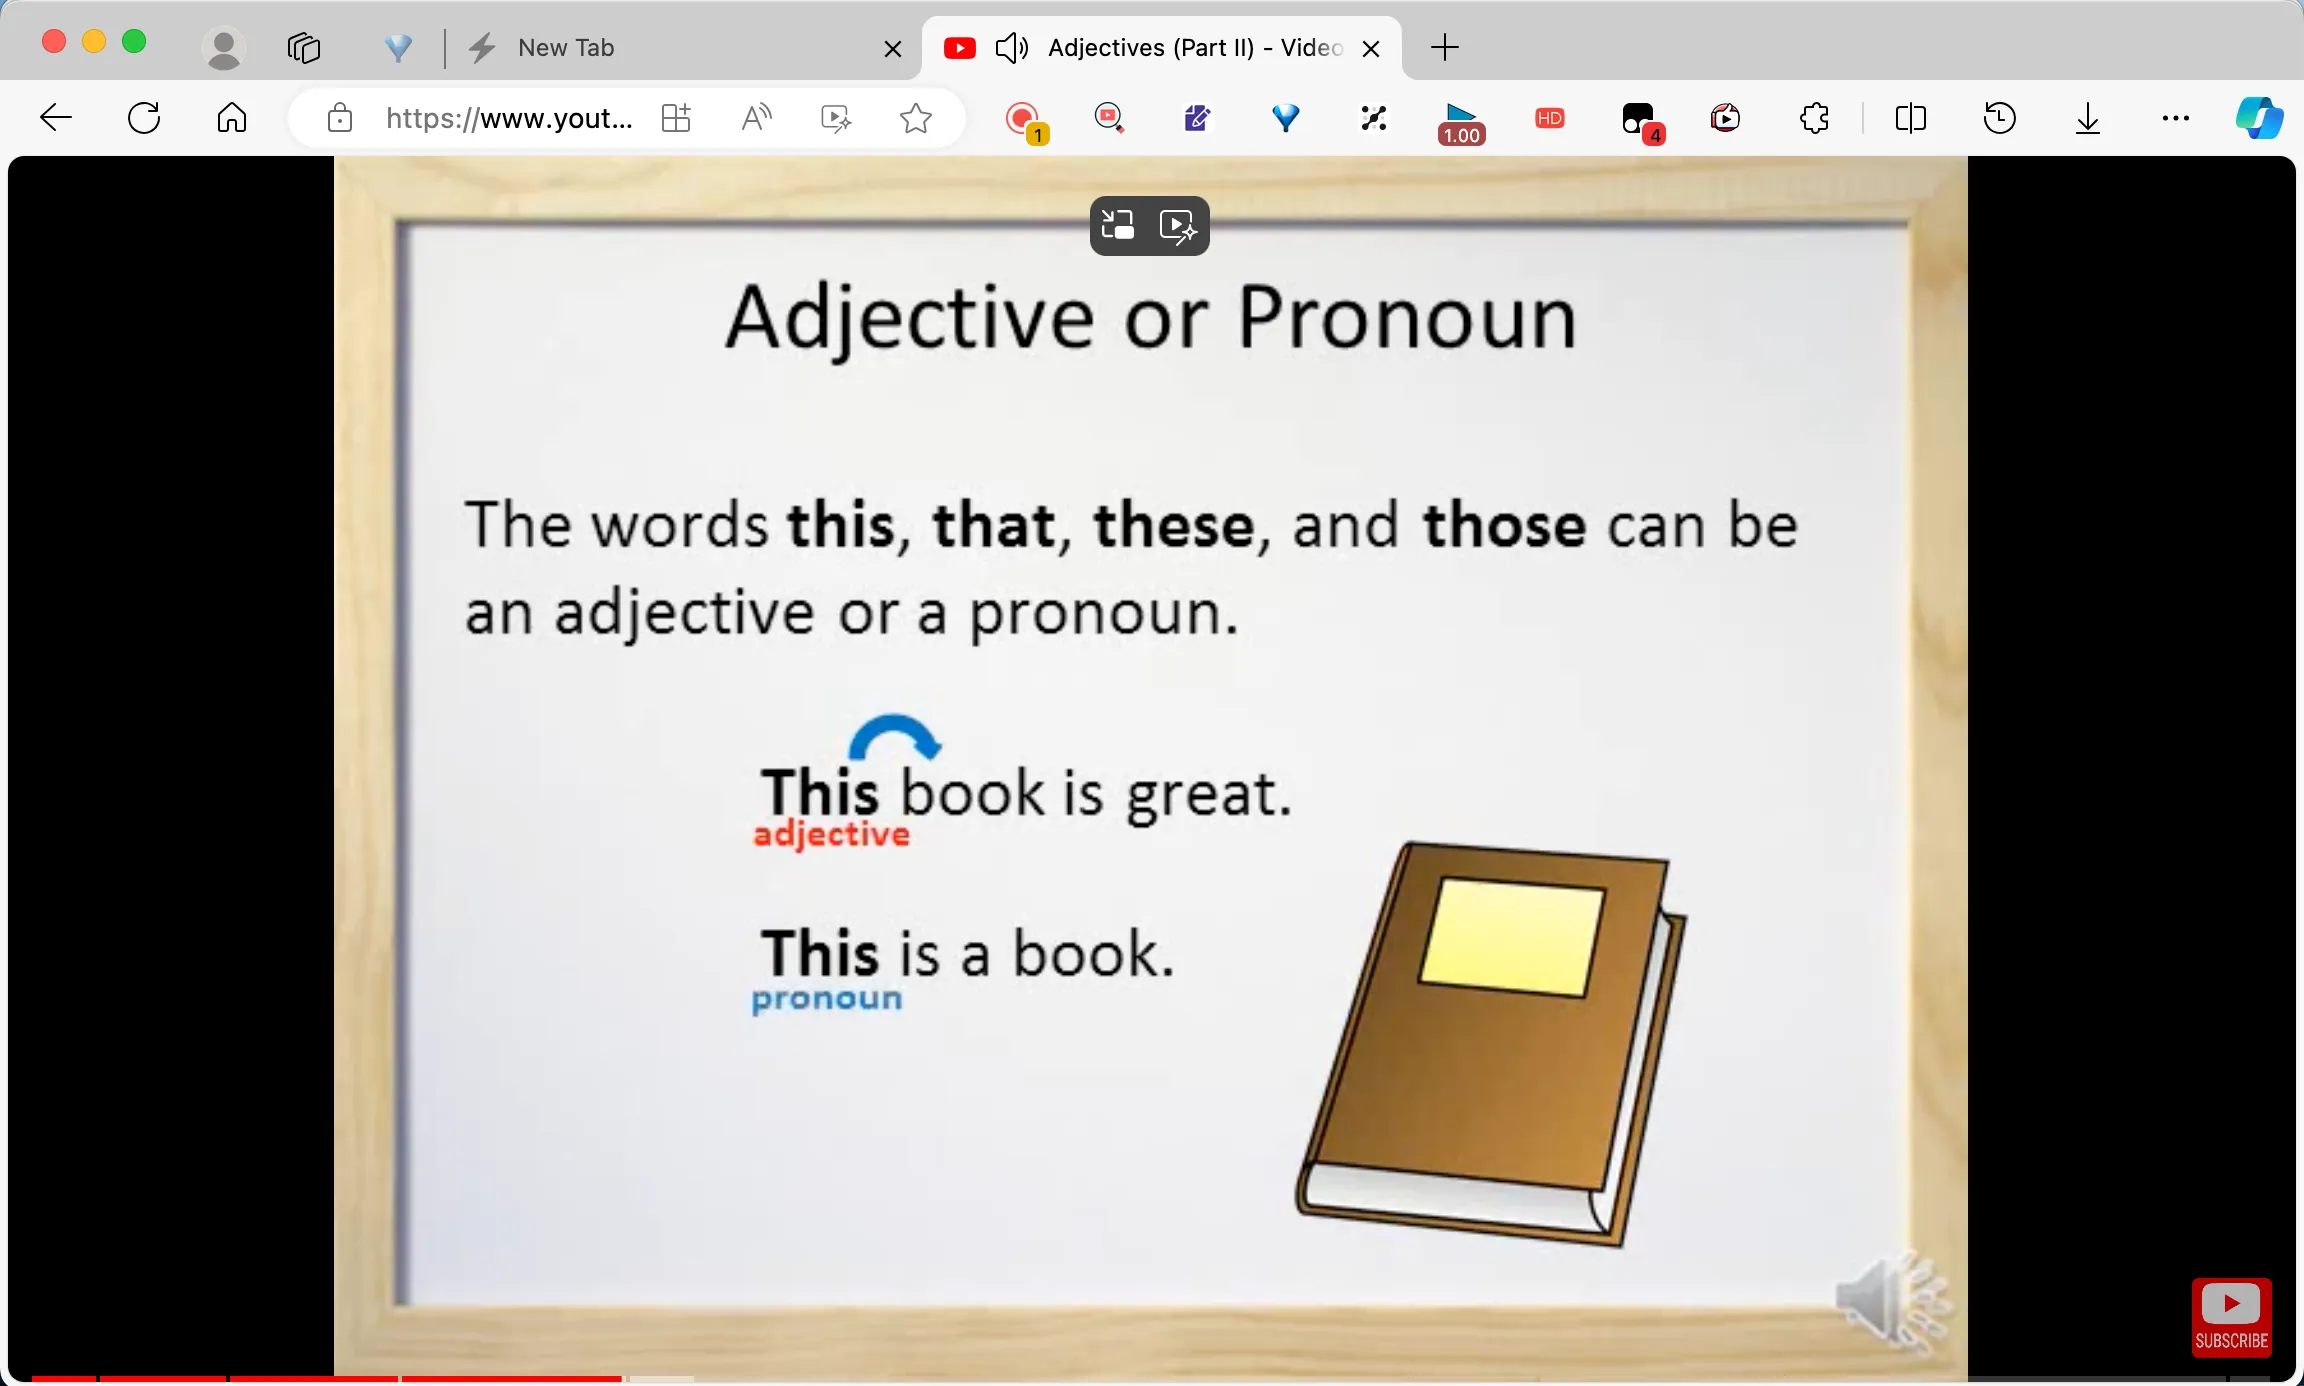 New Tab
Adjectives (Part II) - Video
https://www.yout...
1
1.00
HD
4
Adjective or Pronoun
The words this, that, these, and those can be
an adjective or a pronoun.
This book is great.
adjective
This is a book.
pronoun
SUBSCRIBE